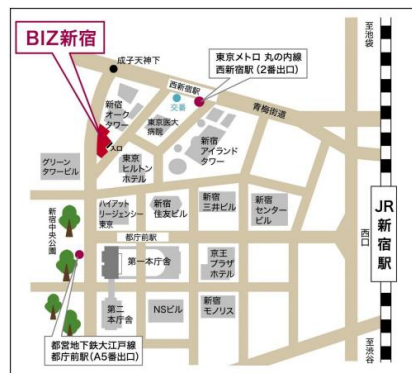 BIZ新宿
成子天神下
東京メトロ 丸の内線
西新宿駅（2番出口）
至池袋
西新宿駅
交番
青梅街道
新宿
オーク
タワー
東京医大
病院
新宿
アイランド
タワー
入口
グリーン
タワービル
東京
ヒルトン
ホテル
ハイアット
リージェンシー
東京
新宿
住友ビル
新宿
三井ビル
新宿
センター
ビル
JR新宿駅
西口
新宿中央公園
都庁前駅
第一本庁舎
京王
プラザ
ホテル
第二
本庁舎
NSビル
新宿
モノリス
都営地下鉄大江戸線
都庁前駅（A5番出口）
至渋谷